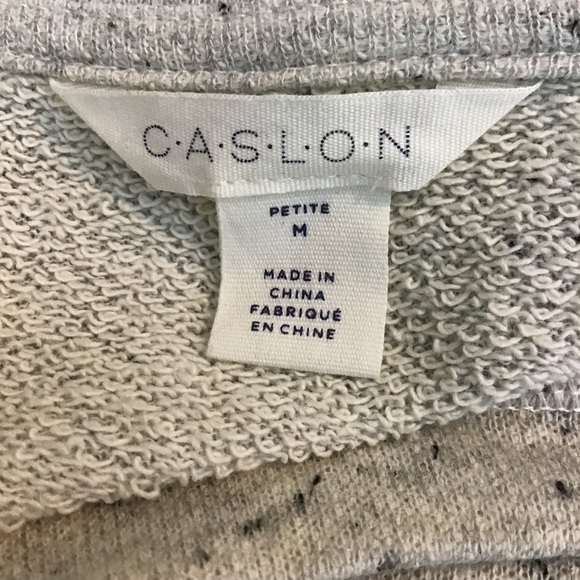 C·A·S·L·O·N
PETITE
M
MADE IN
CHINA
FABRIQUÉ
EN CHINE